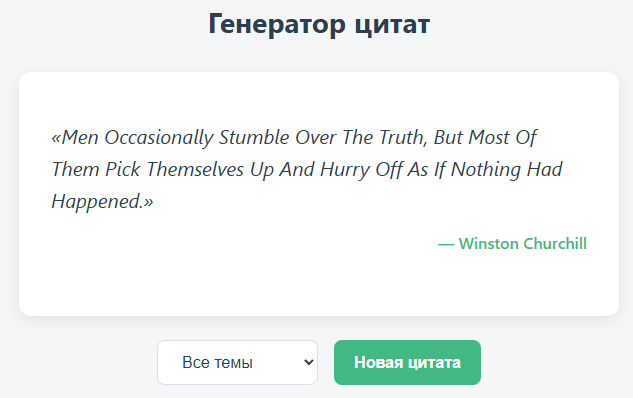 Генератор цитат
«Men Occasionally Stumble Over The Truth, But Most Of
Them Pick Themselves Up And Hurry Off As If Nothing Had
Happened.»
— Winston Churchill
Все темы
Новая цитата